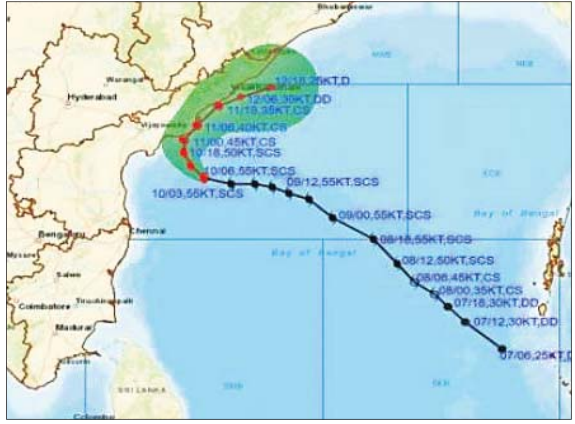 Bhubaneswar
Warangal
Hyderabad
Vijayawada
12/18,25KT,D
12/06,30KT,DD
11/18,35KT,CS
11/06,40KT,CS
11/00,45KT,CS
10/18,50KT,SCS
10/06,55KT,SCS
10/03,55KT,SCS
09/12,55KT,SCS
09/00,55KT,SCS
08/18,55KT,SCS
08/12,50KT,SCS
08/06,45KT,CS
08/00,35KT,CS
07/18,30KT,DD
07/12,30KT,DD
07/06,25KT,D
Bay of Bengal
Bay of Bengal
Bengaluru
Chennai
Mysore
Salem
Coimbatore
Tiruchirappalli
Madurai
SRI LANKA
Colombo